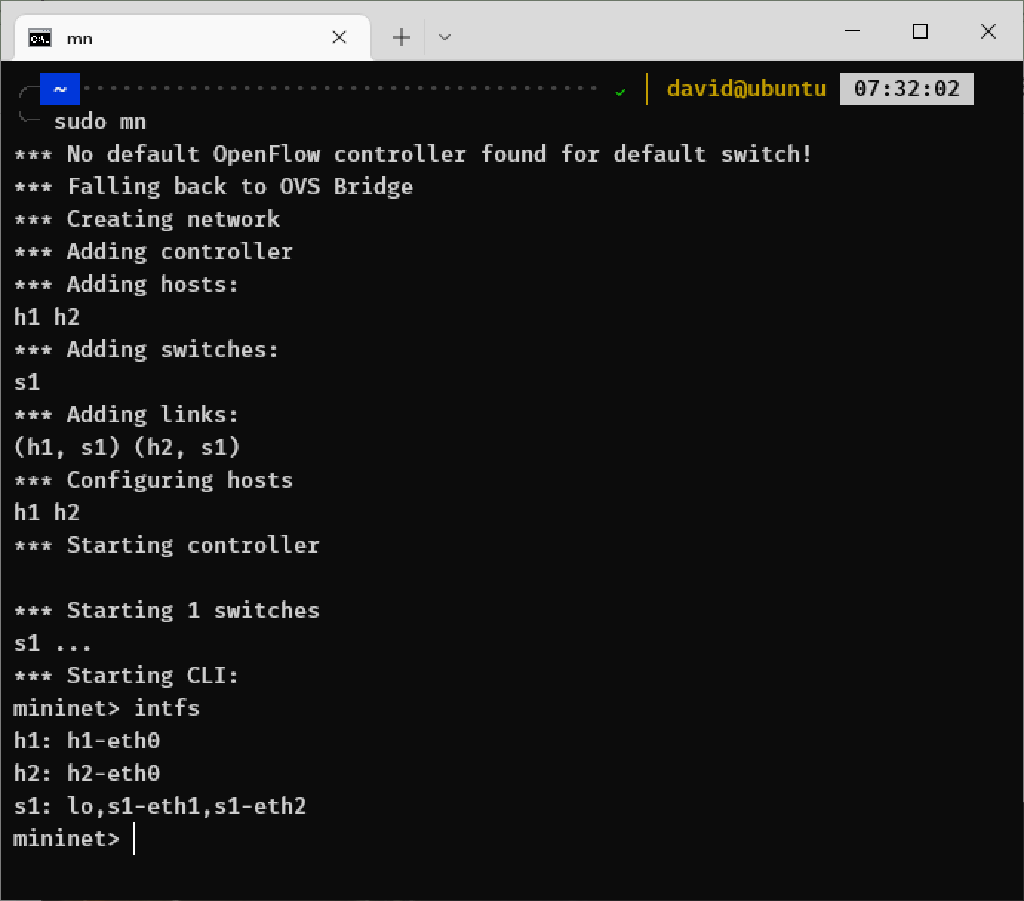 mn
~ david@ubuntu 07:32:02
sudo mn
*** No default OpenFlow controller found for default switch!
*** Falling back to OVS Bridge
*** Creating network
*** Adding controller
*** Adding hosts:
h1 h2
*** Adding switches:
s1
*** Adding links:
(h1, s1) (h2, s1)
*** Configuring hosts
h1 h2
*** Starting controller

*** Starting 1 switches
s1 ...
*** Starting CLI:
mininet> intfs
h1: h1-eth0
h2: h2-eth0
s1: lo,s1-eth1,s1-eth2
mininet>